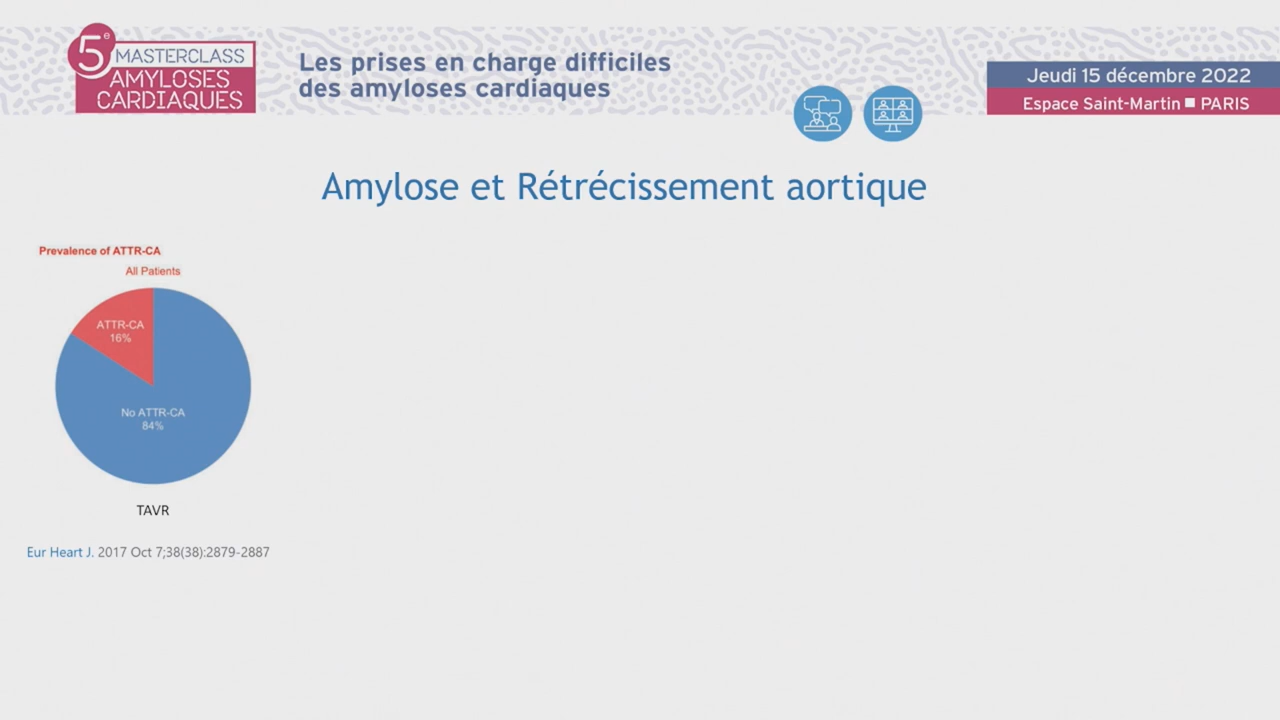 5e
MASTERCLASS
AMYLOSES
CARDIAQUES
Les prises en charge difficiles
des amyloses cardiaques
Jeudi 15 décembre 2022
Espace Saint-Martin ■ PARIS
Amylose et Rétrécissement aortique
Prevalence of ATTR-CA
All Patients
ATTR-CA
16%
No ATTR-CA
84%
TAVR
Eur Heart J. 2017 Oct 7;38(38):2879-2887